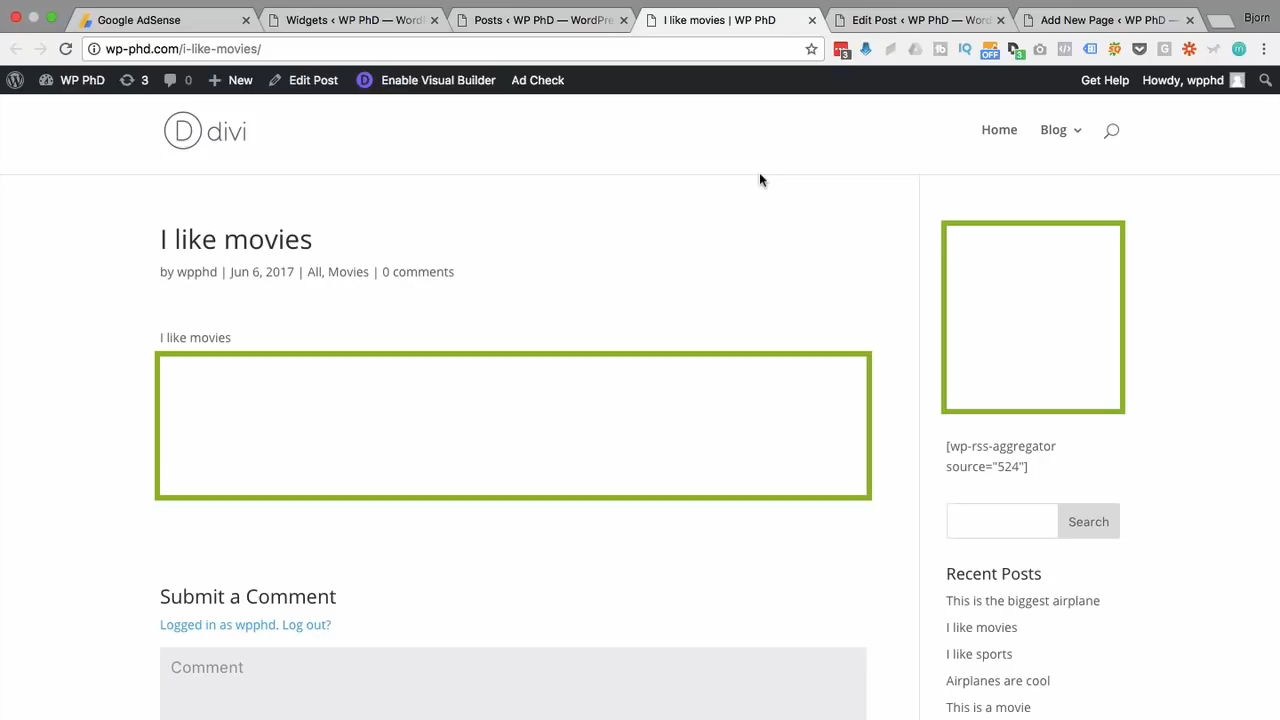 Google AdSense
Widgets ‹ WP PhD — WordP
Posts ‹ WP PhD — WordPre
I like movies | WP PhD
Edit Post ‹ WP PhD — Word
Add New Page ‹ WP PhD —
Bjorn
wp-phd.com/i-like-movies/
3
OFF
3
WP PhD
3
0
New
Edit Post
D
Enable Visual Builder
Ad Check
Get Help
Howdy, wpphd
D divi
Home
Blog
I like movies
by wpphd | Jun 6, 2017 | All, Movies | 0 comments
I like movies
[wp-rss-aggregator
source="524"]
Search
Submit a Comment
Recent Posts
Logged in as wpphd. Log out?
This is the biggest airplane
I like movies
I like sports
Comment
Airplanes are cool
This is a movie